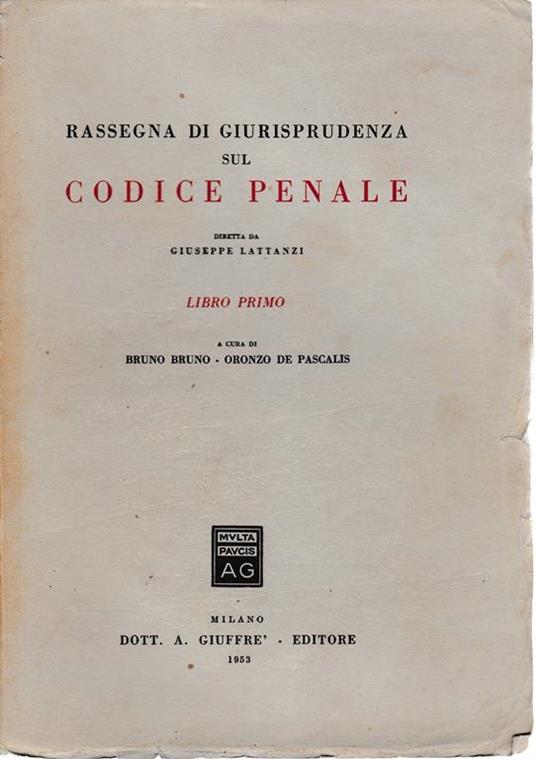 RASSEGNA DI GIURISPRUDENZA
SUL
CODICE PENALE
DIRETTA DA
GIUSEPPE LATTANZI
LIBRO PRIMO
A CURA DI
BRUNO BRUNO - ORONZO DE PASCALIS
MVLTA
PAVCIS
AG
MILANO
DOTT. A. GIUFFRE' - EDITORE
1953